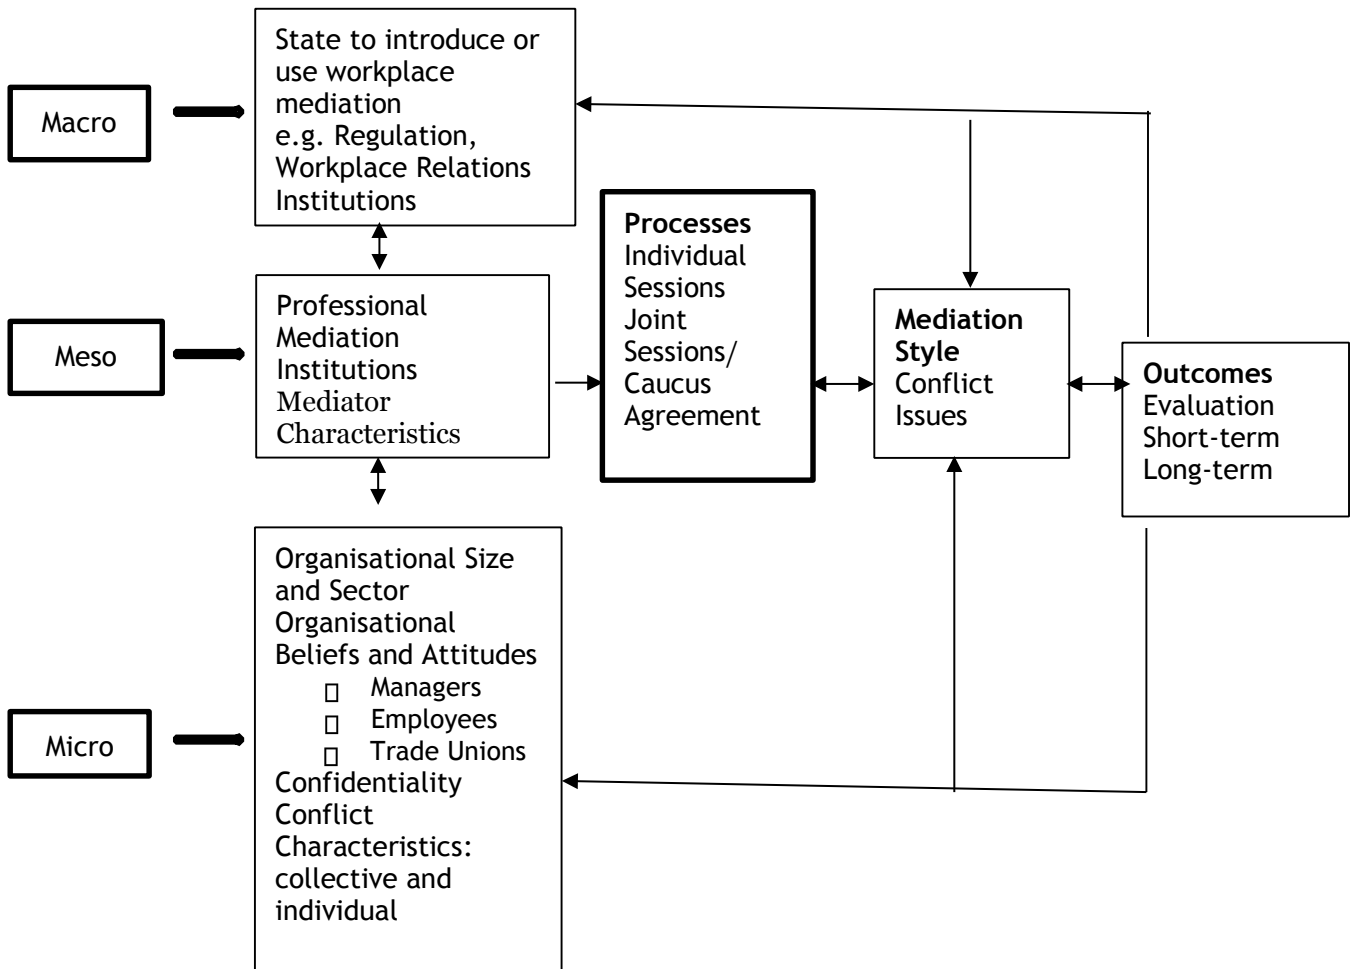 Macro
State to introduce or
use workplace
mediation
e.g. Regulation,
Workplace Relations
Institutions
Meso
Professional
Mediation
Institutions
Mediator
Characteristics
Processes
Individual
Sessions
Joint
Sessions/
Caucus
Agreement
Mediation
Style
Conflict
Issues
Outcomes
Evaluation
Short-term
Long-term
Micro
Organisational Size
and Sector
Organisational
Beliefs and Attitudes
Managers
Employees
Trade Unions
Confidentiality
Conflict
Characteristics:
collective and
individual